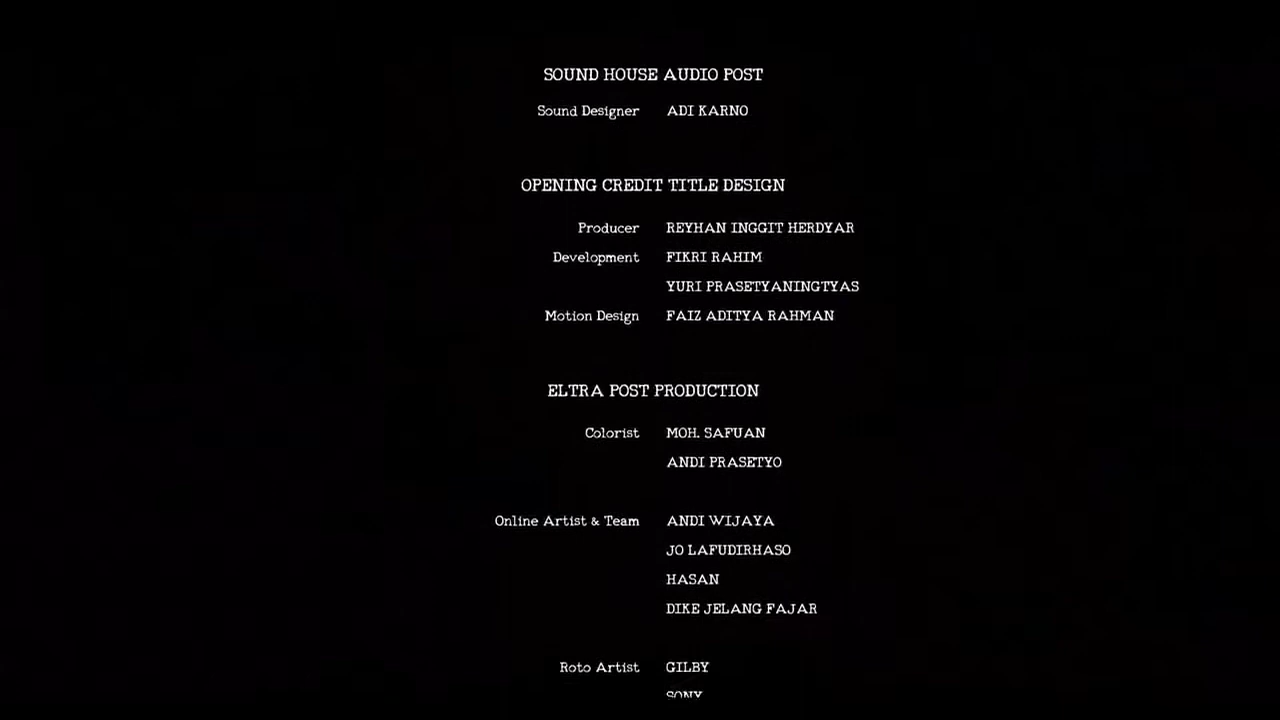 SOUND HOUSE AUDIO POST
Sound Designer ADI KARNO
OPENING CREDIT TITLE DESIGN
Producer REYHAN INGGIT HERDYAR
Development FIKRI RAHIM
YURI PRASETYANINGTYAS
Motion Design FAIZ ADITYA RAHMAN
ELTRA POST PRODUCTION
Colorist MOH. SAFUAN
ANDI PRASETYO
Online Artist & Team ANDI WIJAYA
JO LAFUDIRHASO
HASAN
DIKE JELANG FAJAR
Roto Artist GILBY
SONY